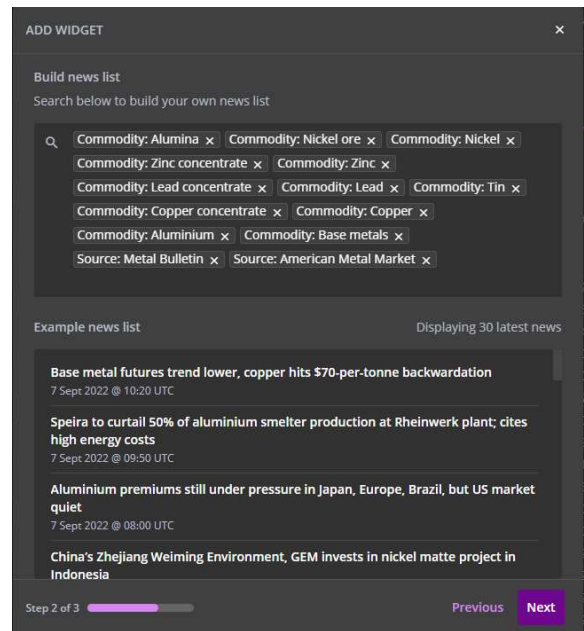 ADD WIDGET ×
Build news list
Search below to build your own news list
Commodity: Alumina × Commodity: Nickel ore × Commodity: Nickel ×
Commodity: Zinc concentrate × Commodity: Zinc ×
Commodity: Lead concentrate × Commodity: Lead × Commodity: Tin ×
Commodity: Copper concentrate × Commodity: Copper ×
Commodity: Aluminium × Commodity: Base metals ×
Source: Metal Bulletin × Source: American Metal Market ×
Example news list Displaying 30 latest news
Base metal futures trend lower, copper hits $70-per-tonne backwardation
7 Sept 2022 @ 10:20 UTC
Speira to curtail 50% of aluminium smelter production at Rheinwerk plant; cites
high energy costs
7 Sept 2022 @ 09:50 UTC
Aluminium premiums still under pressure in Japan, Europe, Brazil, but US market
quiet
7 Sept 2022 @ 08:00 UTC
China's Zhejiang Weiming Environment, GEM invests in nickel matte project in
Indonesia
Step 2 of 3 Previous Next